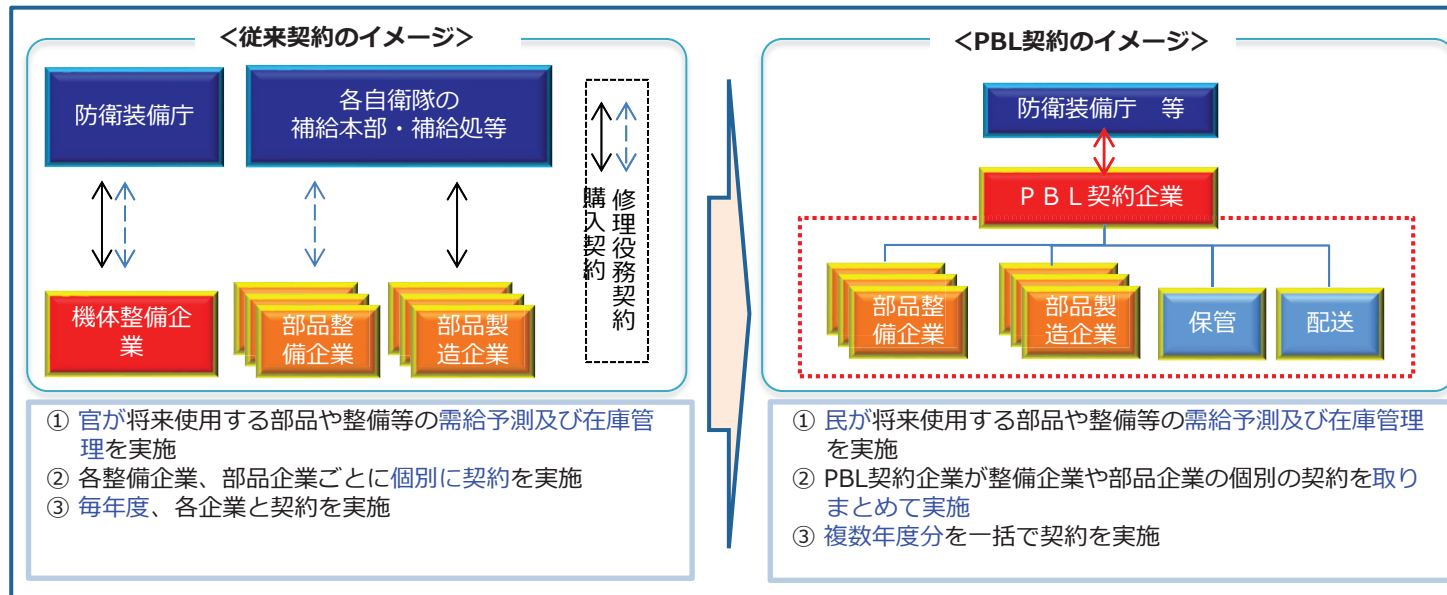 <従来契約のイメージ>
防衛装備庁
各自衛隊の
補給本部・補給処等
購入契約
修理役務契約
機体整備企
業
部品整
備企業
部品製
造企業
① 官が将来使用する部品や整備等の需給予測及び在庫管
理を実施
② 各整備企業、部品企業ごとに個別に契約を実施
③ 毎年度、各企業と契約を実施
<PBL契約のイメージ>
防衛装備庁　等
ＰＢＬ契約企業
部品整
備企業
部品製
造企業
保管
配送
① 民が将来使用する部品や整備等の需給予測及び在庫管理
を実施
② PBL契約企業が整備企業や部品企業の個別の契約を取り
まとめて実施
③ 複数年度分を一括で契約を実施